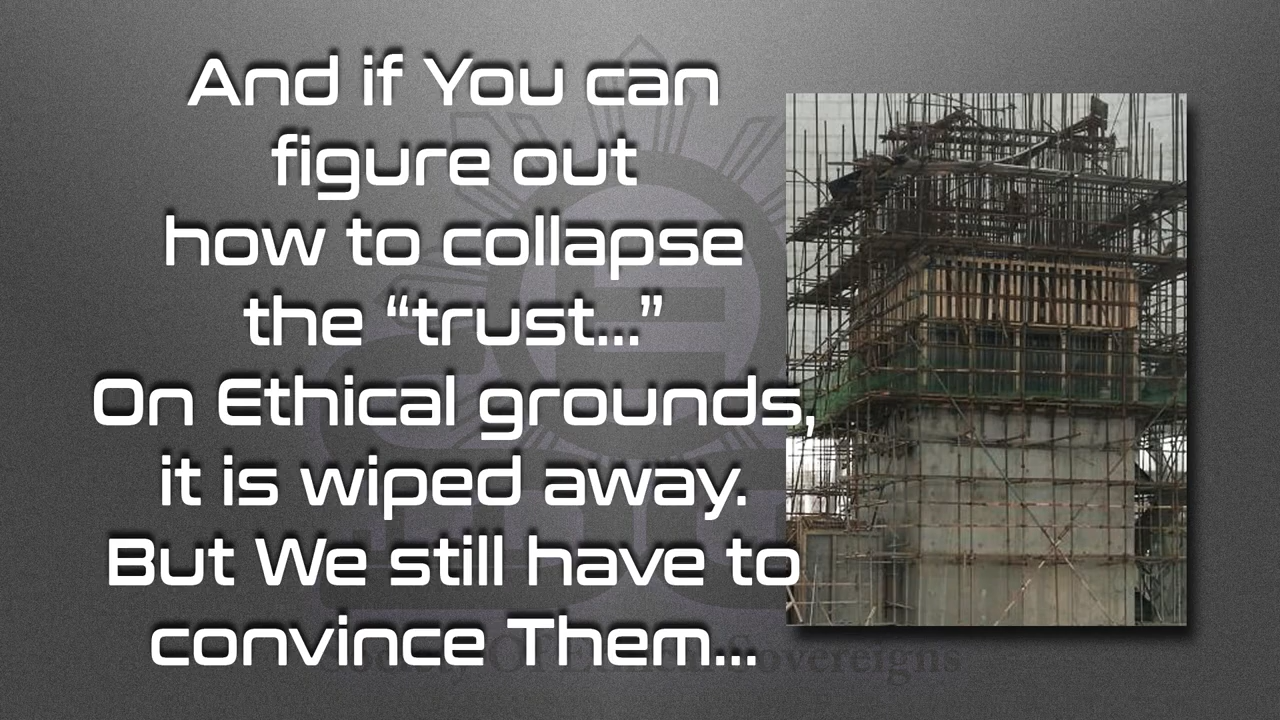 And if You can
figure out
how to collapse
the “trust...”
On Ethical grounds,
it is wiped away.
But We still have to
convince Them...
Sovereigns